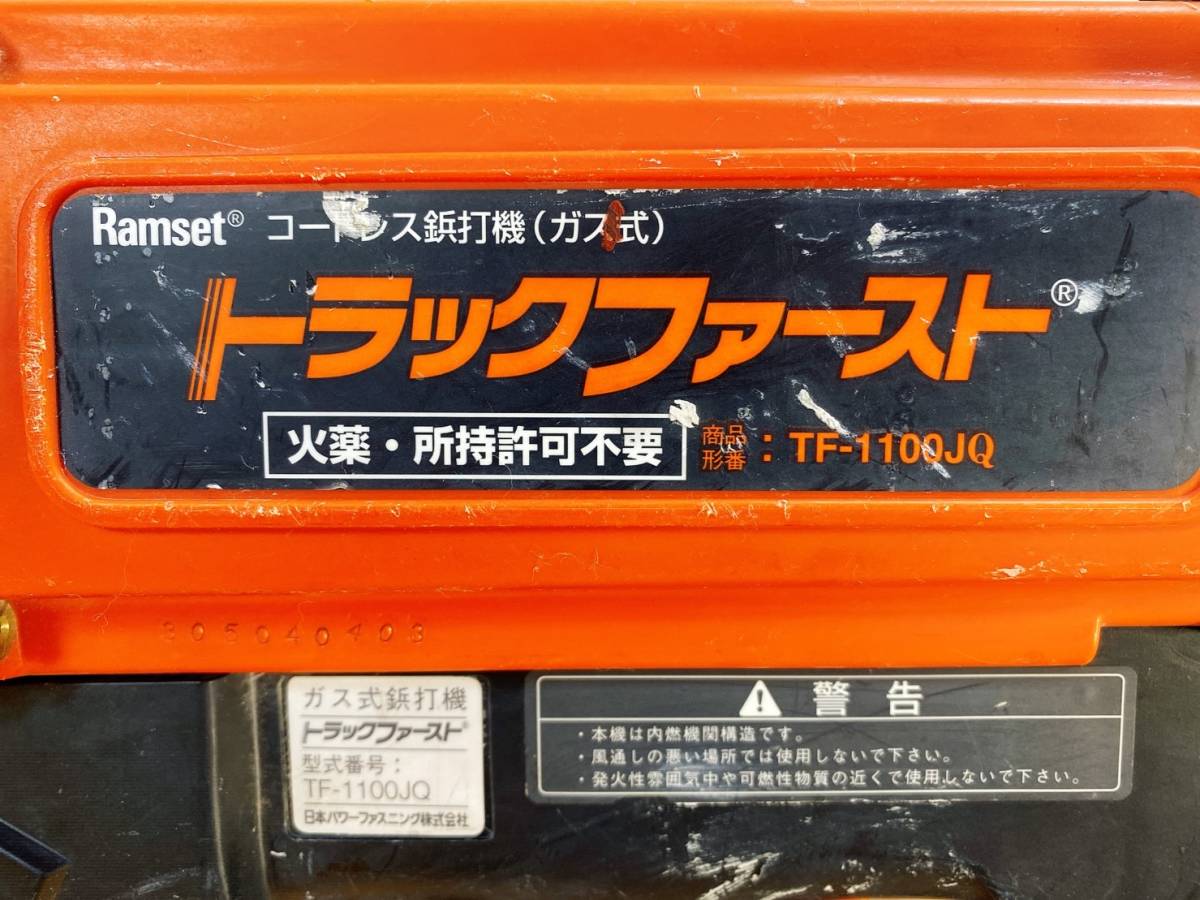 Ramset® コードレス鋲打機(ガス式)
トラックファースト®
火薬・所持許可不要
商品形番：TF-1100JQ
305040403
ガス式鋲打機
トラックファースト®
型式番号：
TF-1100JQ
日本パワーファスニング株式会社
⚠ 警告
・本機は内燃機関構造です。
・風通しの悪い場所では使用しないで下さい。
・発火性雰囲気中や可燃性物質の近くで使用しないで下さい。